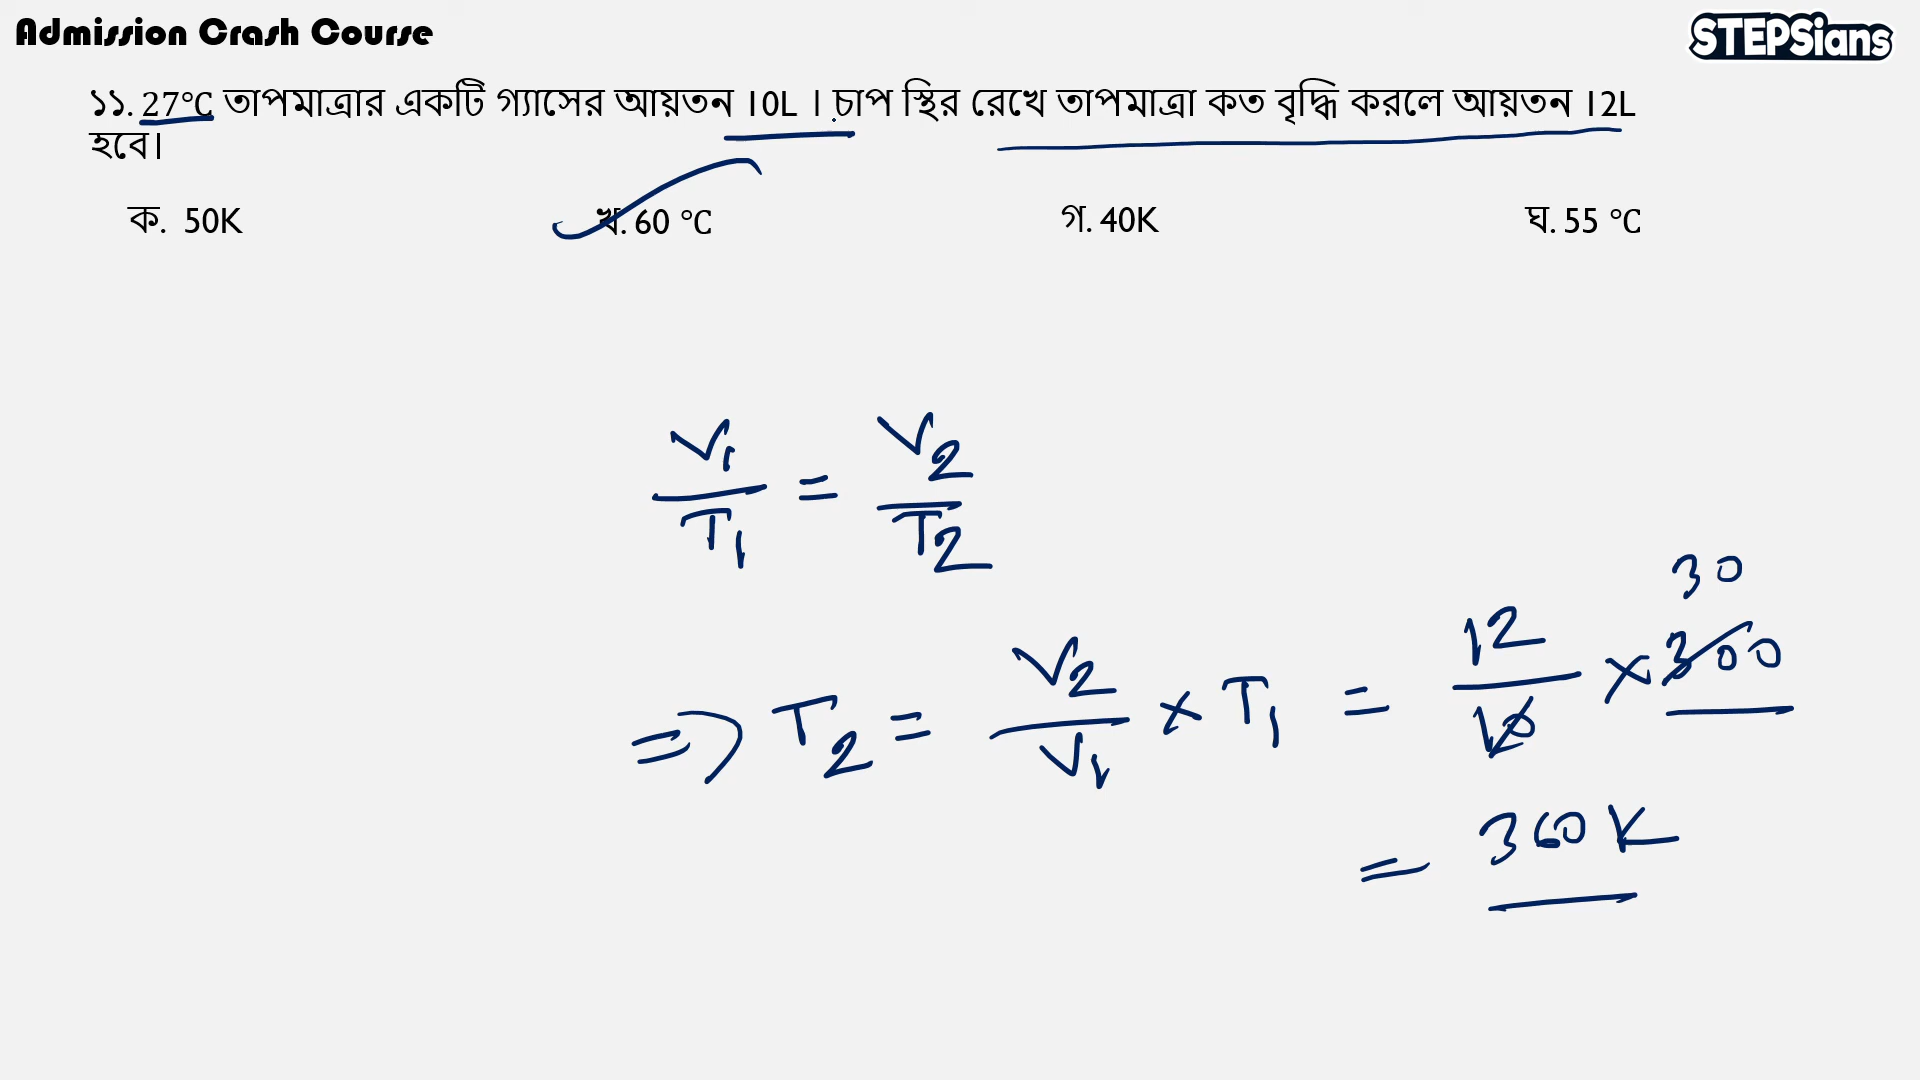 Admission Crash Course
STEPSians
১১. 27°C তাপমাত্রার একটি গ্যাসের আয়তন 10L । চাপ স্থির রেখে তাপমাত্রা কত বৃদ্ধি করলে আয়তন 12L
হবে।
ক. 50K খ. 60 °C গ. 40K ঘ. 55 °C
V1/T1 = V2/T2
30
⇒ T2 = V2/V1 × T1 = 12/10 × 300
= 360 K